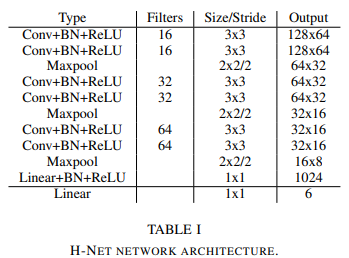 Type Filters Size/Stride Output
Conv+BN+ReLU 16 3x3 128x64
Conv+BN+ReLU 16 3x3 128x64
Maxpool 2x2/2 64x32
Conv+BN+ReLU 32 3x3 64x32
Conv+BN+ReLU 32 3x3 64x32
Maxpool 2x2/2 32x16
Conv+BN+ReLU 64 3x3 32x16
Conv+BN+ReLU 64 3x3 32x16
Maxpool 2x2/2 16x8
Linear+BN+ReLU 1x1 1024
Linear 1x1 6
TABLE I
H-NET NETWORK ARCHITECTURE.